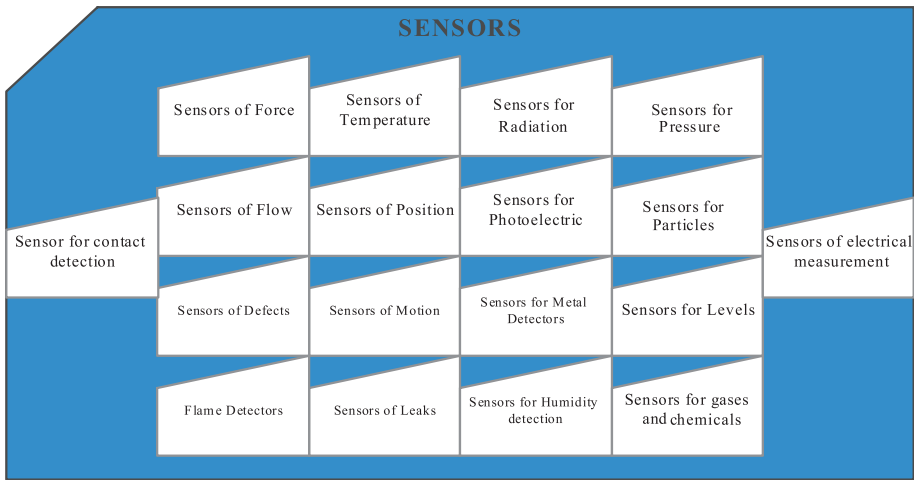 SENSORS
Sensors of Force
Sensors of
Temperature
Sensors for
Radiation
Sensors for
Pressure
Sensors of Flow
Sensors of Position
Sensors for
Photoelectric
Sensors for
Particles
Sensor for contact
detection
Sensors of electrical
measurement
Sensors of Defects
Sensors of Motion
Sensors for Metal
Detectors
Sensors for Levels
Flame Detectors
Sensors of Leaks
Sensors for Humidity
detection
Sensors for gases
and chemicals